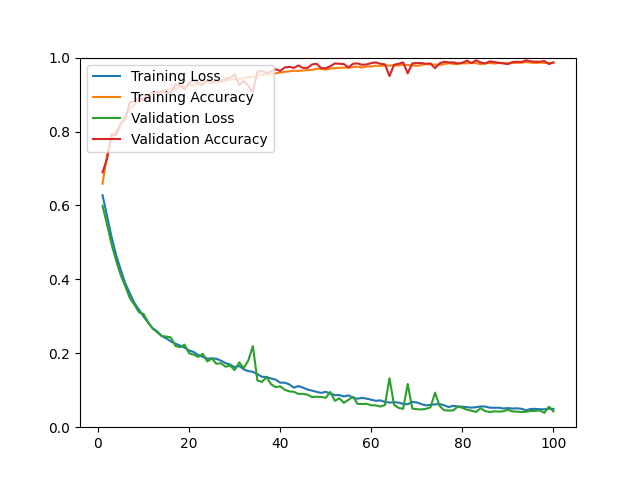 Training Loss
Training Accuracy
Validation Loss
Validation Accuracy
1.0
0.8
0.6
0.4
0.2
0.0
0 20 40 60 80 100